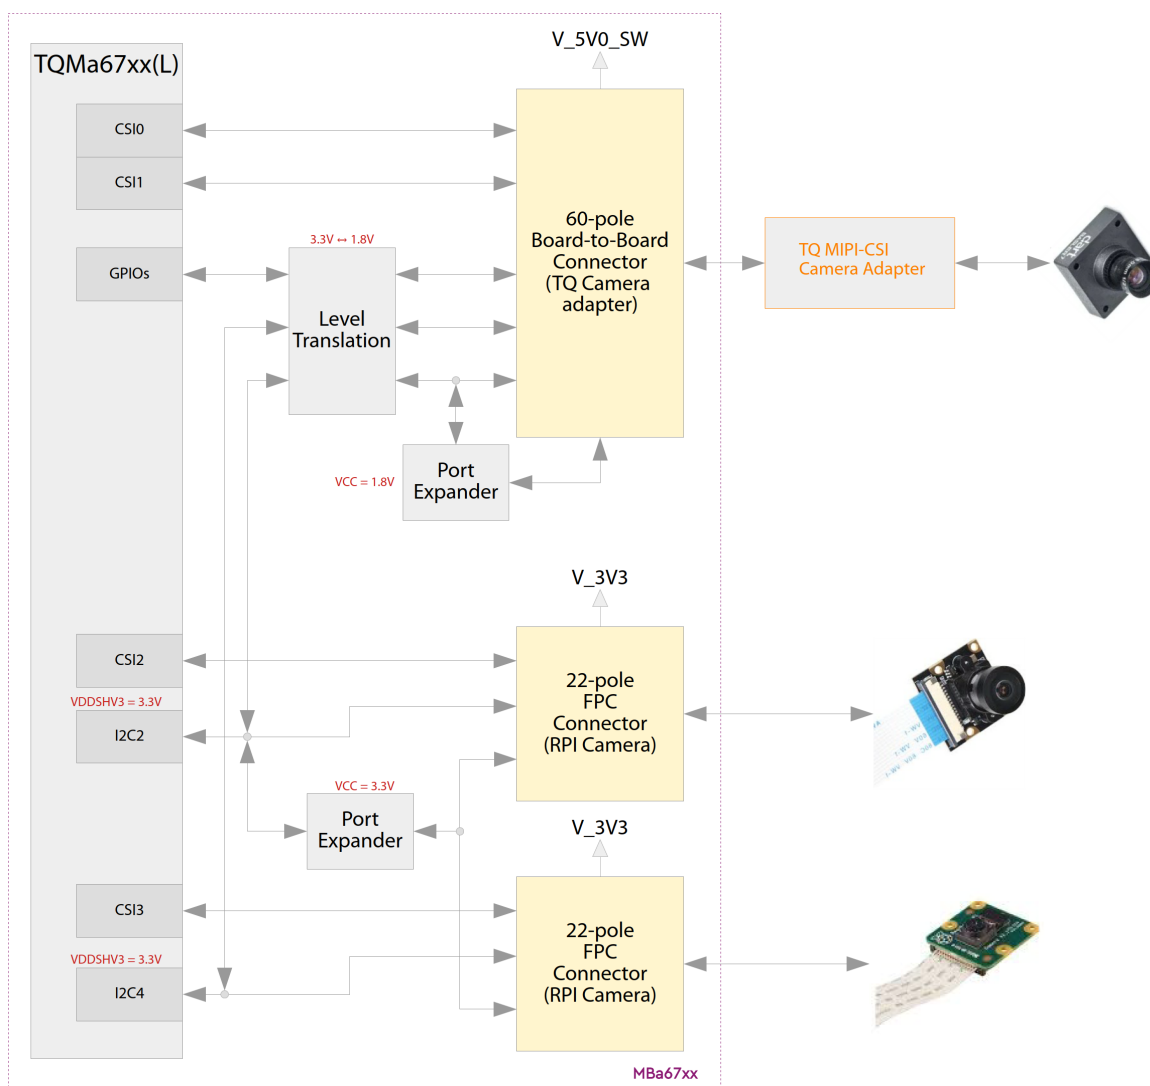 V_5V0_SW
TQMa67xx(L)
CSI0
CSI1
GPIOs
3.3V ↔ 1.8V
Level
Translation
60-pole
Board-to-Board
Connector
(TQ Camera
adapter)
TQ MIPI-CSI
Camera Adapter
VCC = 1.8V
Port
Expander
V_3V3
CSI2
VDDSHV3 = 3.3V
I2C2
22-pole
FPC
Connector
(RPI Camera)
VCC = 3.3V
Port
Expander
V_3V3
CSI3
VDDSHV3 = 3.3V
I2C4
22-pole
FPC
Connector
(RPI Camera)
MBa67xx